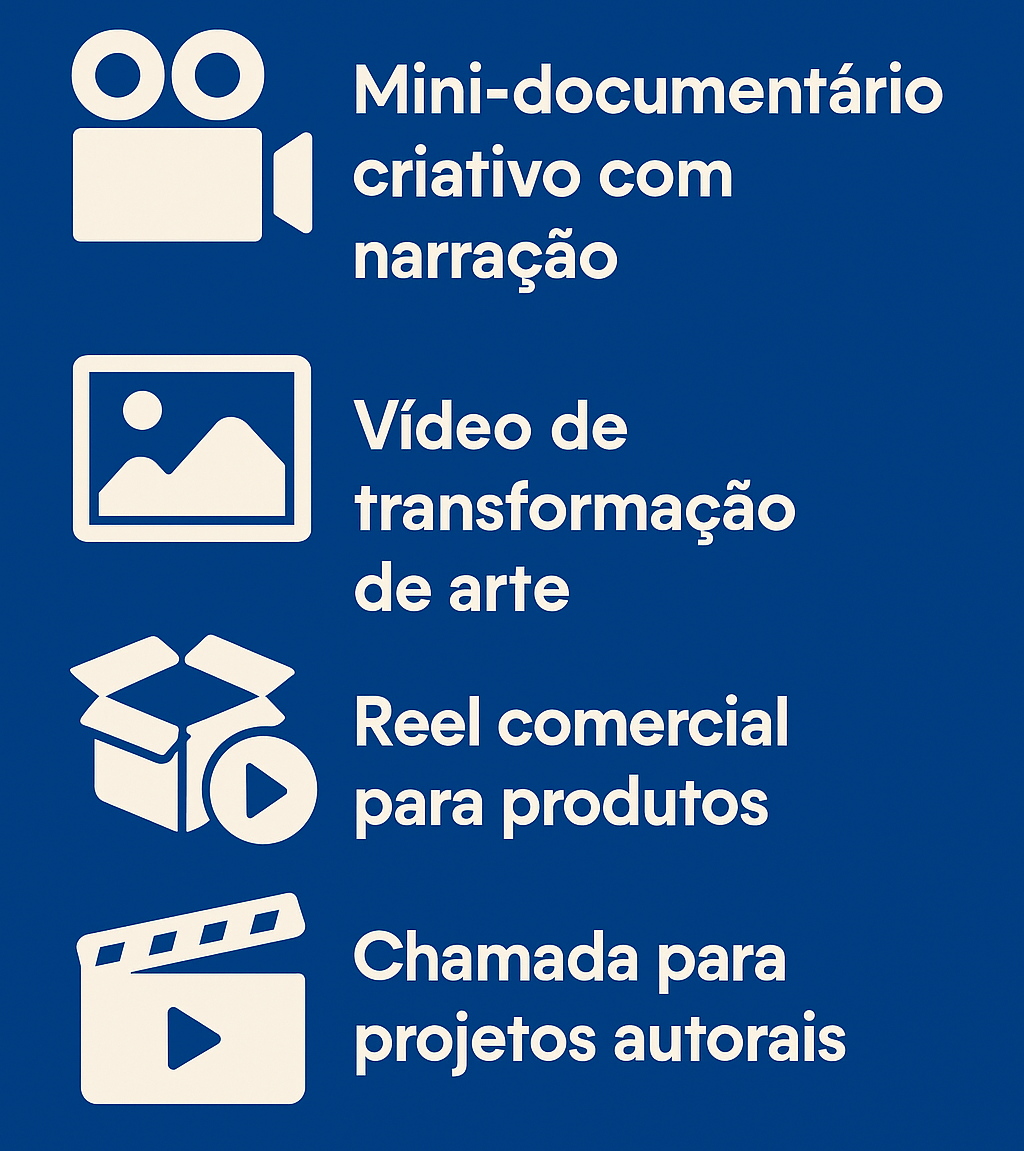 Mini-documentário
criativo com
narração
Vídeo de
transformação
de arte
Reel comercial
para produtos
Chamada para
projetos autorais